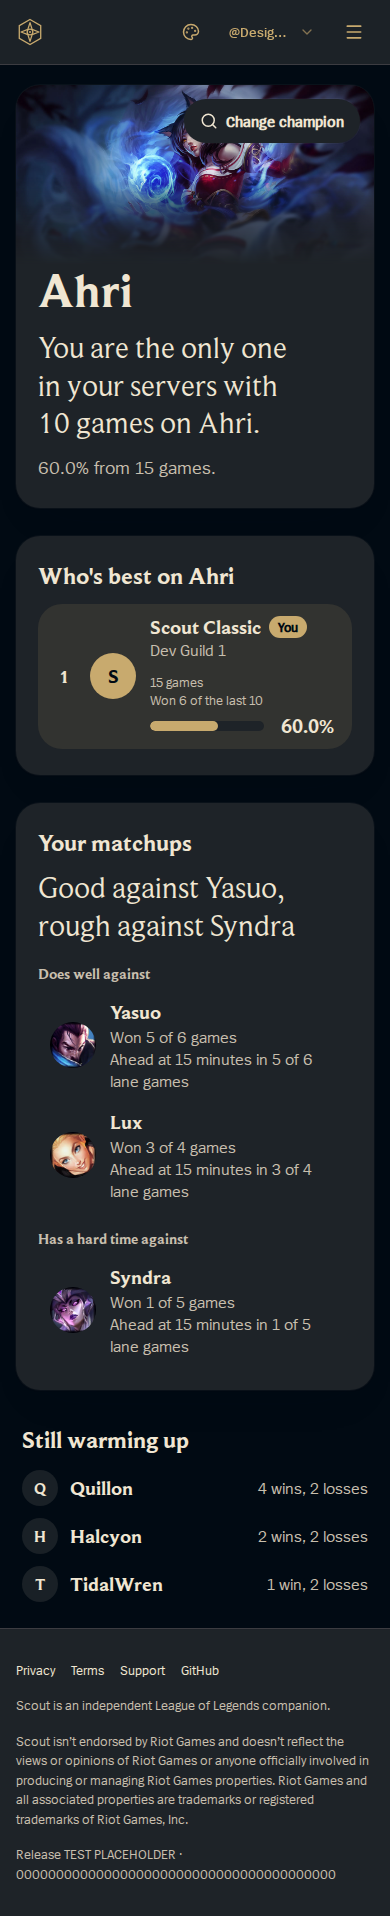 @Desig...
Change champion
Ahri
You are the only one
in your servers with
10 games on Ahri.
60.0% from 15 games.
Who's best on Ahri
1
S
Scout Classic
You
Dev Guild 1
15 games
Won 6 of the last 10
60.0%
Your matchups
Good against Yasuo,
rough against Syndra
Does well against
Yasuo
Won 5 of 6 games
Ahead at 15 minutes in 5 of 6
lane games
Lux
Won 3 of 4 games
Ahead at 15 minutes in 3 of 4
lane games
Has a hard time against
Syndra
Won 1 of 5 games
Ahead at 15 minutes in 1 of 5
lane games
Still warming up
Q Quillon 4 wins, 2 losses
H Halcyon 2 wins, 2 losses
T TidalWren 1 win, 2 losses
Privacy Terms Support GitHub
Scout is an independent League of Legends companion.
Scout isn't endorsed by Riot Games and doesn't reflect the
views or opinions of Riot Games or anyone officially involved in
producing or managing Riot Games properties. Riot Games and
all associated properties are trademarks or registered
trademarks of Riot Games, Inc.
Release TEST PLACEHOLDER ·
0000000000000000000000000000000000000000